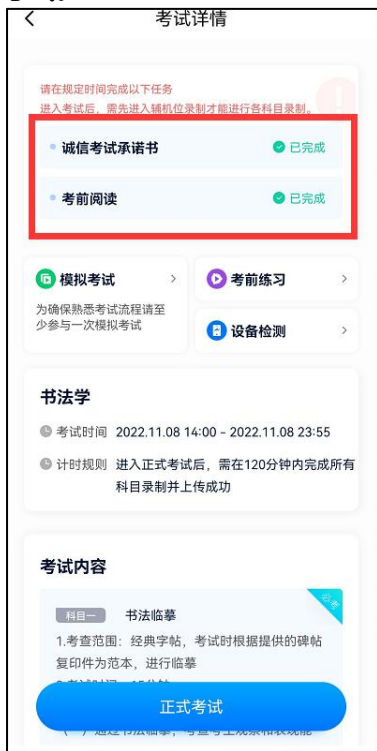 考试详情
请在规定时间完成以下任务
进入考试后，需先进入辅机位录制才能进行各科目录制。
诚信考试承诺书 已完成
考前阅读 已完成
模拟考试
为确保熟悉考试流程请至
少参与一次模拟考试
考前练习
设备检测
书法学
考试时间 2022.11.08 14:00 - 2022.11.08 23:55
计时规则 进入正式考试后，需在120分钟内完成所有
科目录制并上传成功
考试内容
必考
科目一 书法临摹
1.考查范围：经典字帖，考试时根据提供的碑帖
复印件为范本，进行临摹
正式考试